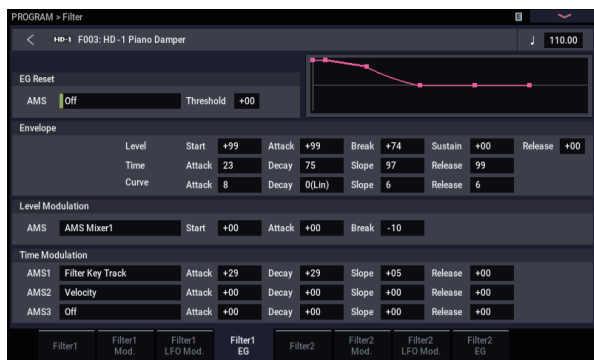 PROGRAM > Filter E
< HD-1 F003: HD-1 Piano Damper ♩ 110.00
EG Reset
AMS Off Threshold +00
Envelope
Level Start +99 Attack +99 Break +74 Sustain +00 Release +00
Time Attack 23 Decay 75 Slope 97 Release 99
Curve Attack 8 Decay 0(Lin) Slope 6 Release 6
Level Modulation
AMS AMS Mixer1 Start +00 Attack +00 Break -10
Time Modulation
AMS1 Filter Key Track Attack +29 Decay +29 Slope +05 Release +00
AMS2 Velocity Attack +00 Decay +00 Slope +00 Release +00
AMS3 Off Attack +00 Decay +00 Slope +00 Release +00
Filter1 Filter1 Filter1 Filter1 Filter2 Filter2 Filter2 Filter2
Mod. LFO Mod. EG Mod. LFO Mod. EG